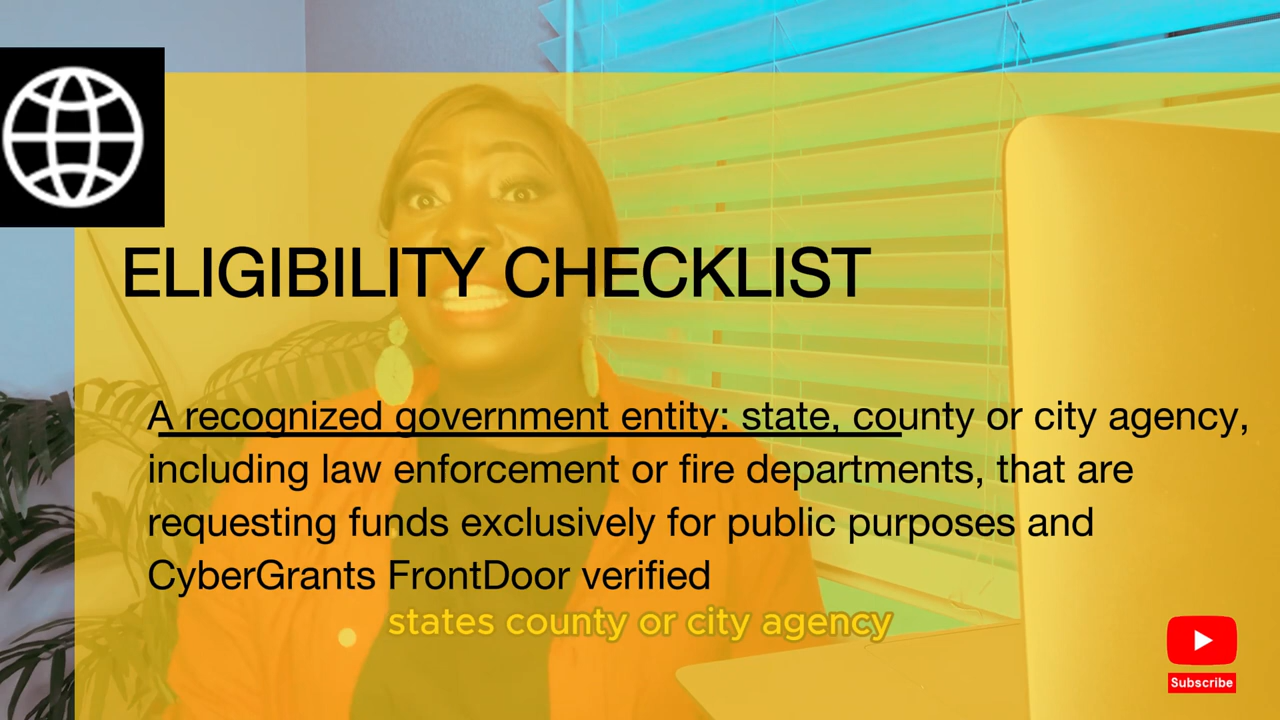 ELIGIBILITY CHECKLIST
A recognized government entity: state, county or city agency,
including law enforcement or fire departments, that are
requesting funds exclusively for public purposes and
CyberGrants FrontDoor verified
states county or city agency
Subscribe